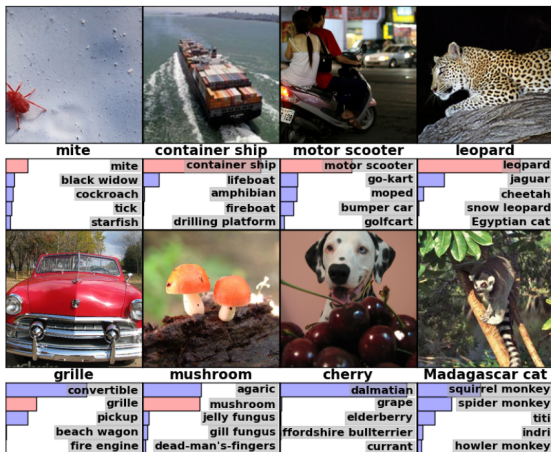 mite
container ship
motor scooter
leopard
mite
black widow
cockroach
tick
starfish
container ship
lifeboat
amphibian
fireboat
drilling platform
motor scooter
go-kart
moped
bumper car
golfcart
leopard
jaguar
cheetah
snow leopard
Egyptian cat
grille
mushroom
cherry
Madagascar cat
convertible
grille
pickup
beach wagon
fire engine
agaric
mushroom
jelly fungus
gill fungus
dead-man's-fingers
dalmatian
grape
elderberry
ffordshire bullterrier
currant
squirrel monkey
spider monkey
titi
indri
howler monkey